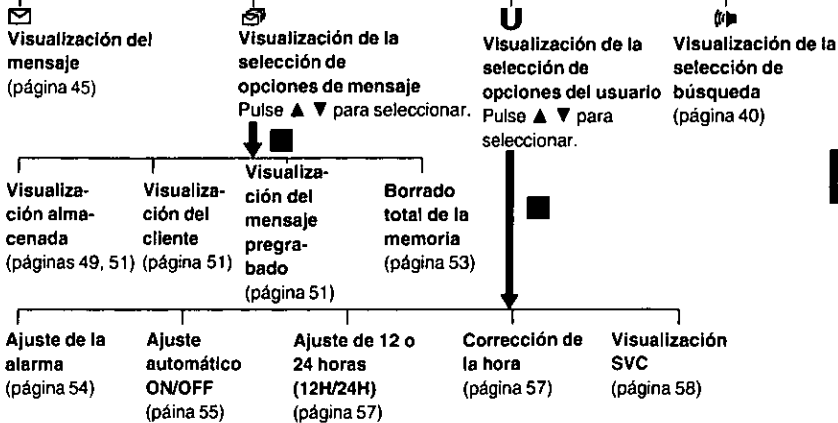 Visualización del
mensaje
(página 45)
Visualización de la
selección de
opciones de mensaje
Pulse ▲ ▼ para seleccionar.
U
Visualización de la
selección de
opciones del usuario
Pulse ▲ ▼ para
seleccionar.
Visualización de la
selección de
búsqueda
(página 40)
Visualiza-
ción alma-
cenada
(páginas 49, 51)
Visualiza-
ción del
cliente
(página 51)
Visualiza-
ción del
mensaje
pregra-
bado
(página 51)
Borrado
total de la
memoria
(página 53)
Ajuste de la
alarma
(página 54)
Ajuste
automático
ON/OFF
(páina 55)
Ajuste de 12 o
24 horas
(12H/24H)
(página 57)
Corrección de
la hora
(página 57)
Visualización
SVC
(página 58)